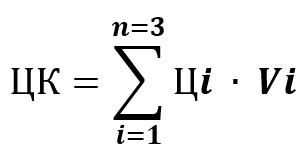 n=3
ЦК = ∑ Цi · Vi
i=1